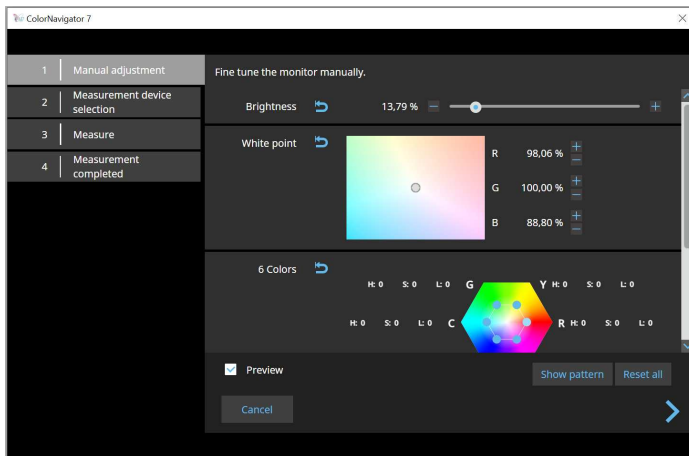 ColorNavigator 7
1 Manual adjustment
2 Measurement device
selection
3 Measure
4 Measurement
completed
Fine tune the monitor manually.
Brightness 13,79 %
White point
R 98,06 %
G 100,00 %
B 88,80 %
6 Colors
H: 0 S: 0 L: 0 G Y H: 0 S: 0 L: 0
H: 0 S: 0 L: 0 C R H: 0 S: 0 L: 0
Preview
Show pattern Reset all
Cancel